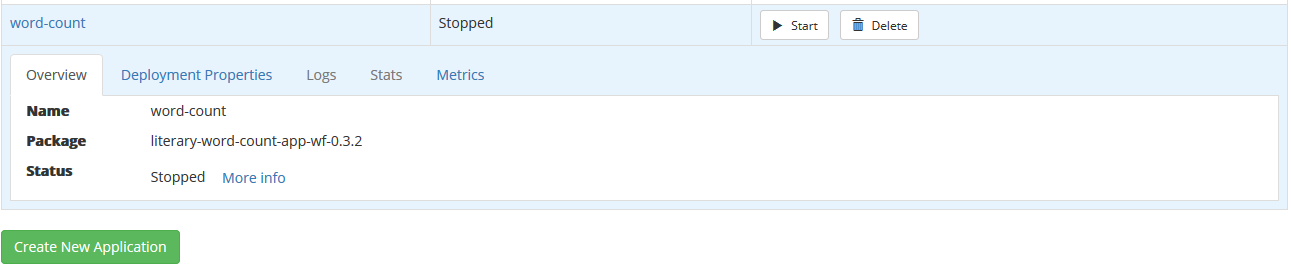 word-count Stopped Start Delete
Overview Deployment Properties Logs Stats Metrics
Name word-count
Package literary-word-count-app-wf-0.3.2
Status Stopped More info
Create New Application